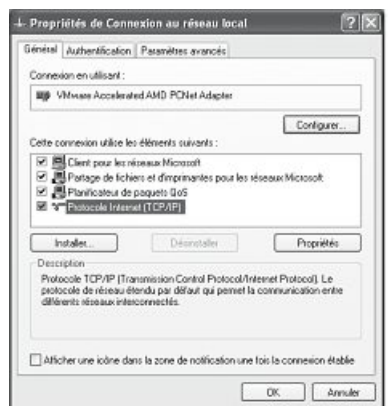 Propriétés de Connexion au réseau local
Général Authentification Paramètres avancés
Connexion en utilisant :
VMware Accelerated AMD PCNet Adapter
Configurer...
Cette connexion utilise les éléments suivants :
Client pour les réseaux Microsoft
Partage de fichiers et d'imprimantes pour les réseaux Microsoft
Planificateur de paquets QoS
Protocole Internet (TCP/IP)
Installer... Désinstaller Propriétés
Description
Protocole TCP/IP (Transmission Control Protocol/Internet Protocol). Le
protocole de réseau étendu par défaut qui permet la communication entre
différents réseaux interconnectés.
Afficher une icône dans la zone de notification une fois la connexion établie
OK Annuler